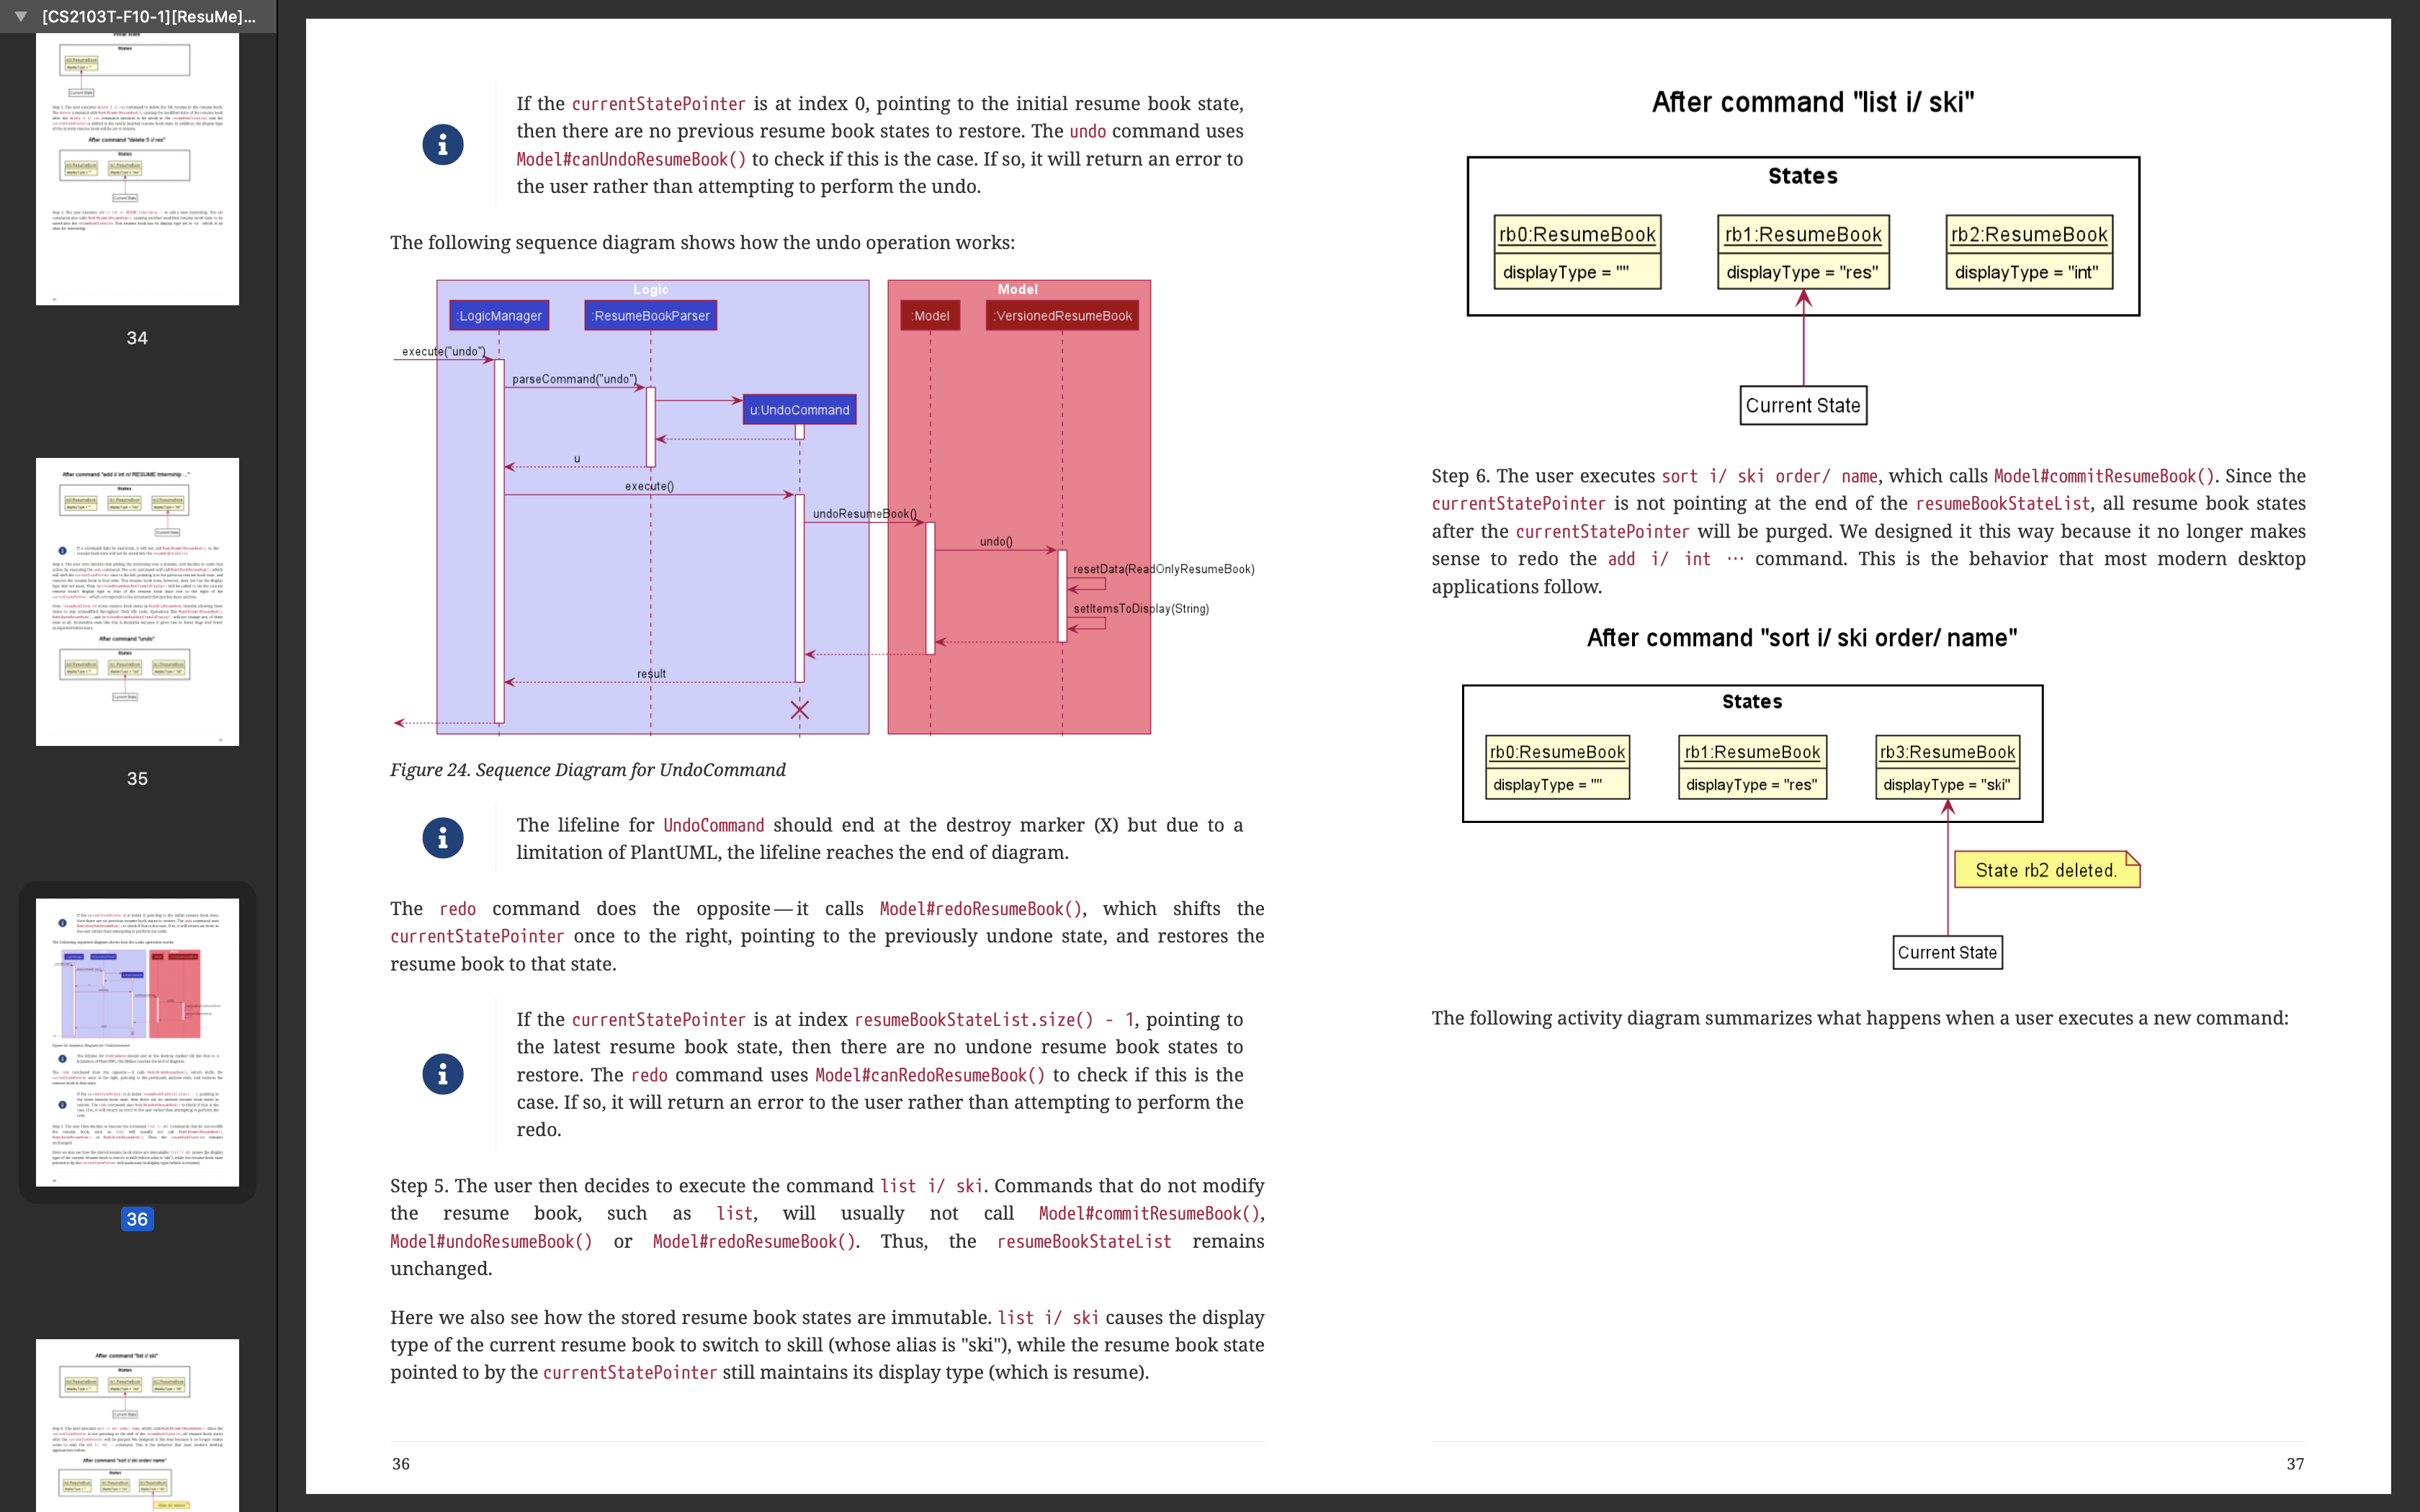 [CS2103T-F10-1][ResuMe]...
34
35
36
If the currentStatePointer is at index 0, pointing to the initial resume book state,
then there are no previous resume book states to restore. The undo command uses
Model#canUndoResumeBook() to check if this is the case. If so, it will return an error to
the user rather than attempting to perform the undo.
The following sequence diagram shows how the undo operation works:
Logic
Model
:LogicManager
:ResumeBookParser
:Model
:VersionedResumeBook
execute("undo")
parseCommand("undo")
u:UndoCommand
u
execute()
undoResumeBook()
undo()
resetData(ReadOnlyResumeBook)
setItemsToDisplay(String)
result
Figure 24. Sequence Diagram for UndoCommand
The lifeline for UndoCommand should end at the destroy marker (X) but due to a
limitation of PlantUML, the lifeline reaches the end of diagram.
The redo command does the opposite — it calls Model#redoResumeBook(), which shifts the
currentStatePointer once to the right, pointing to the previously undone state, and restores the
resume book to that state.
If the currentStatePointer is at index resumeBookStateList.size() - 1, pointing to
the latest resume book state, then there are no undone resume book states to
restore. The redo command uses Model#canRedoResumeBook() to check if this is the
case. If so, it will return an error to the user rather than attempting to perform the
redo.
Step 5. The user then decides to execute the command list i/ ski. Commands that do not modify
the resume book, such as list, will usually not call Model#commitResumeBook(),
Model#undoResumeBook() or Model#redoResumeBook(). Thus, the resumeBookStateList remains
unchanged.
Here we also see how the stored resume book states are immutable. list i/ ski causes the display
type of the current resume book to switch to skill (whose alias is "ski"), while the resume book state
pointed to by the currentStatePointer still maintains its display type (which is resume).
36
After command "list i/ ski"
States
rb0:ResumeBook
displayType = ""
rb1:ResumeBook
displayType = "res"
rb2:ResumeBook
displayType = "int"
Current State
Step 6. The user executes sort i/ ski order/ name, which calls Model#commitResumeBook(). Since the
currentStatePointer is not pointing at the end of the resumeBookStateList, all resume book states
after the currentStatePointer will be purged. We designed it this way because it no longer makes
sense to redo the add i/ int ⋯ command. This is the behavior that most modern desktop
applications follow.
After command "sort i/ ski order/ name"
States
rb0:ResumeBook
displayType = ""
rb1:ResumeBook
displayType = "res"
rb3:ResumeBook
displayType = "ski"
State rb2 deleted.
Current State
The following activity diagram summarizes what happens when a user executes a new command:
37